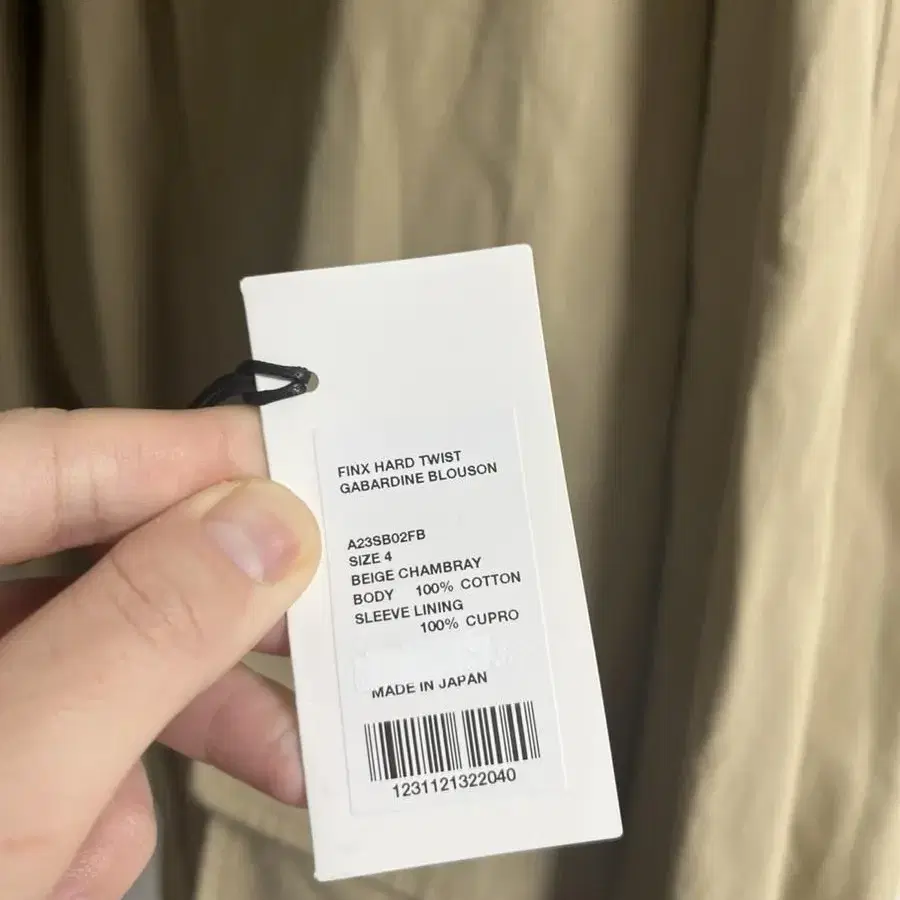 FINX HARD TWIST
GABARDINE BLOUSON
A23SB02FB
SIZE 4
BEIGE CHAMBRAY
BODY 100% COTTON
SLEEVE LINING
100% CUPRO
MADE IN JAPAN
1231121322040